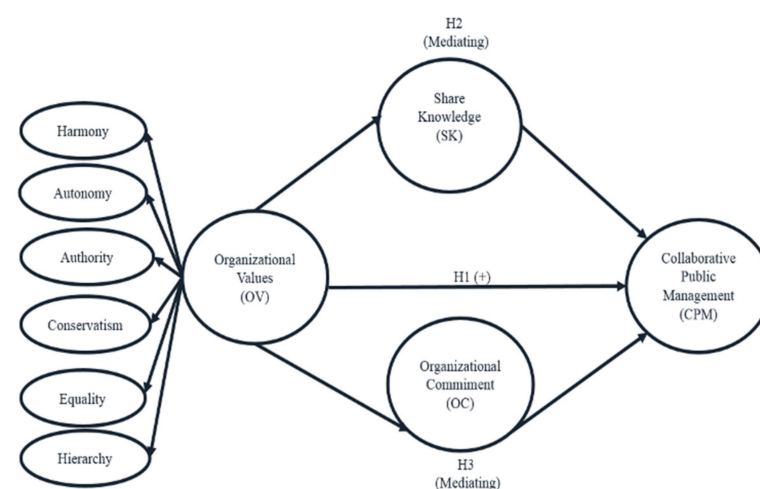 H2
(Mediating)
Share
Knowledge
(SK)
Harmony
Autonomy
Authority
Conservatism
Equality
Hierarchy
Organizational
Values
(OV)
H1 (+)
Collaborative
Public
Management
(CPM)
Organizational
Commiment
(OC)
H3
(Mediating)